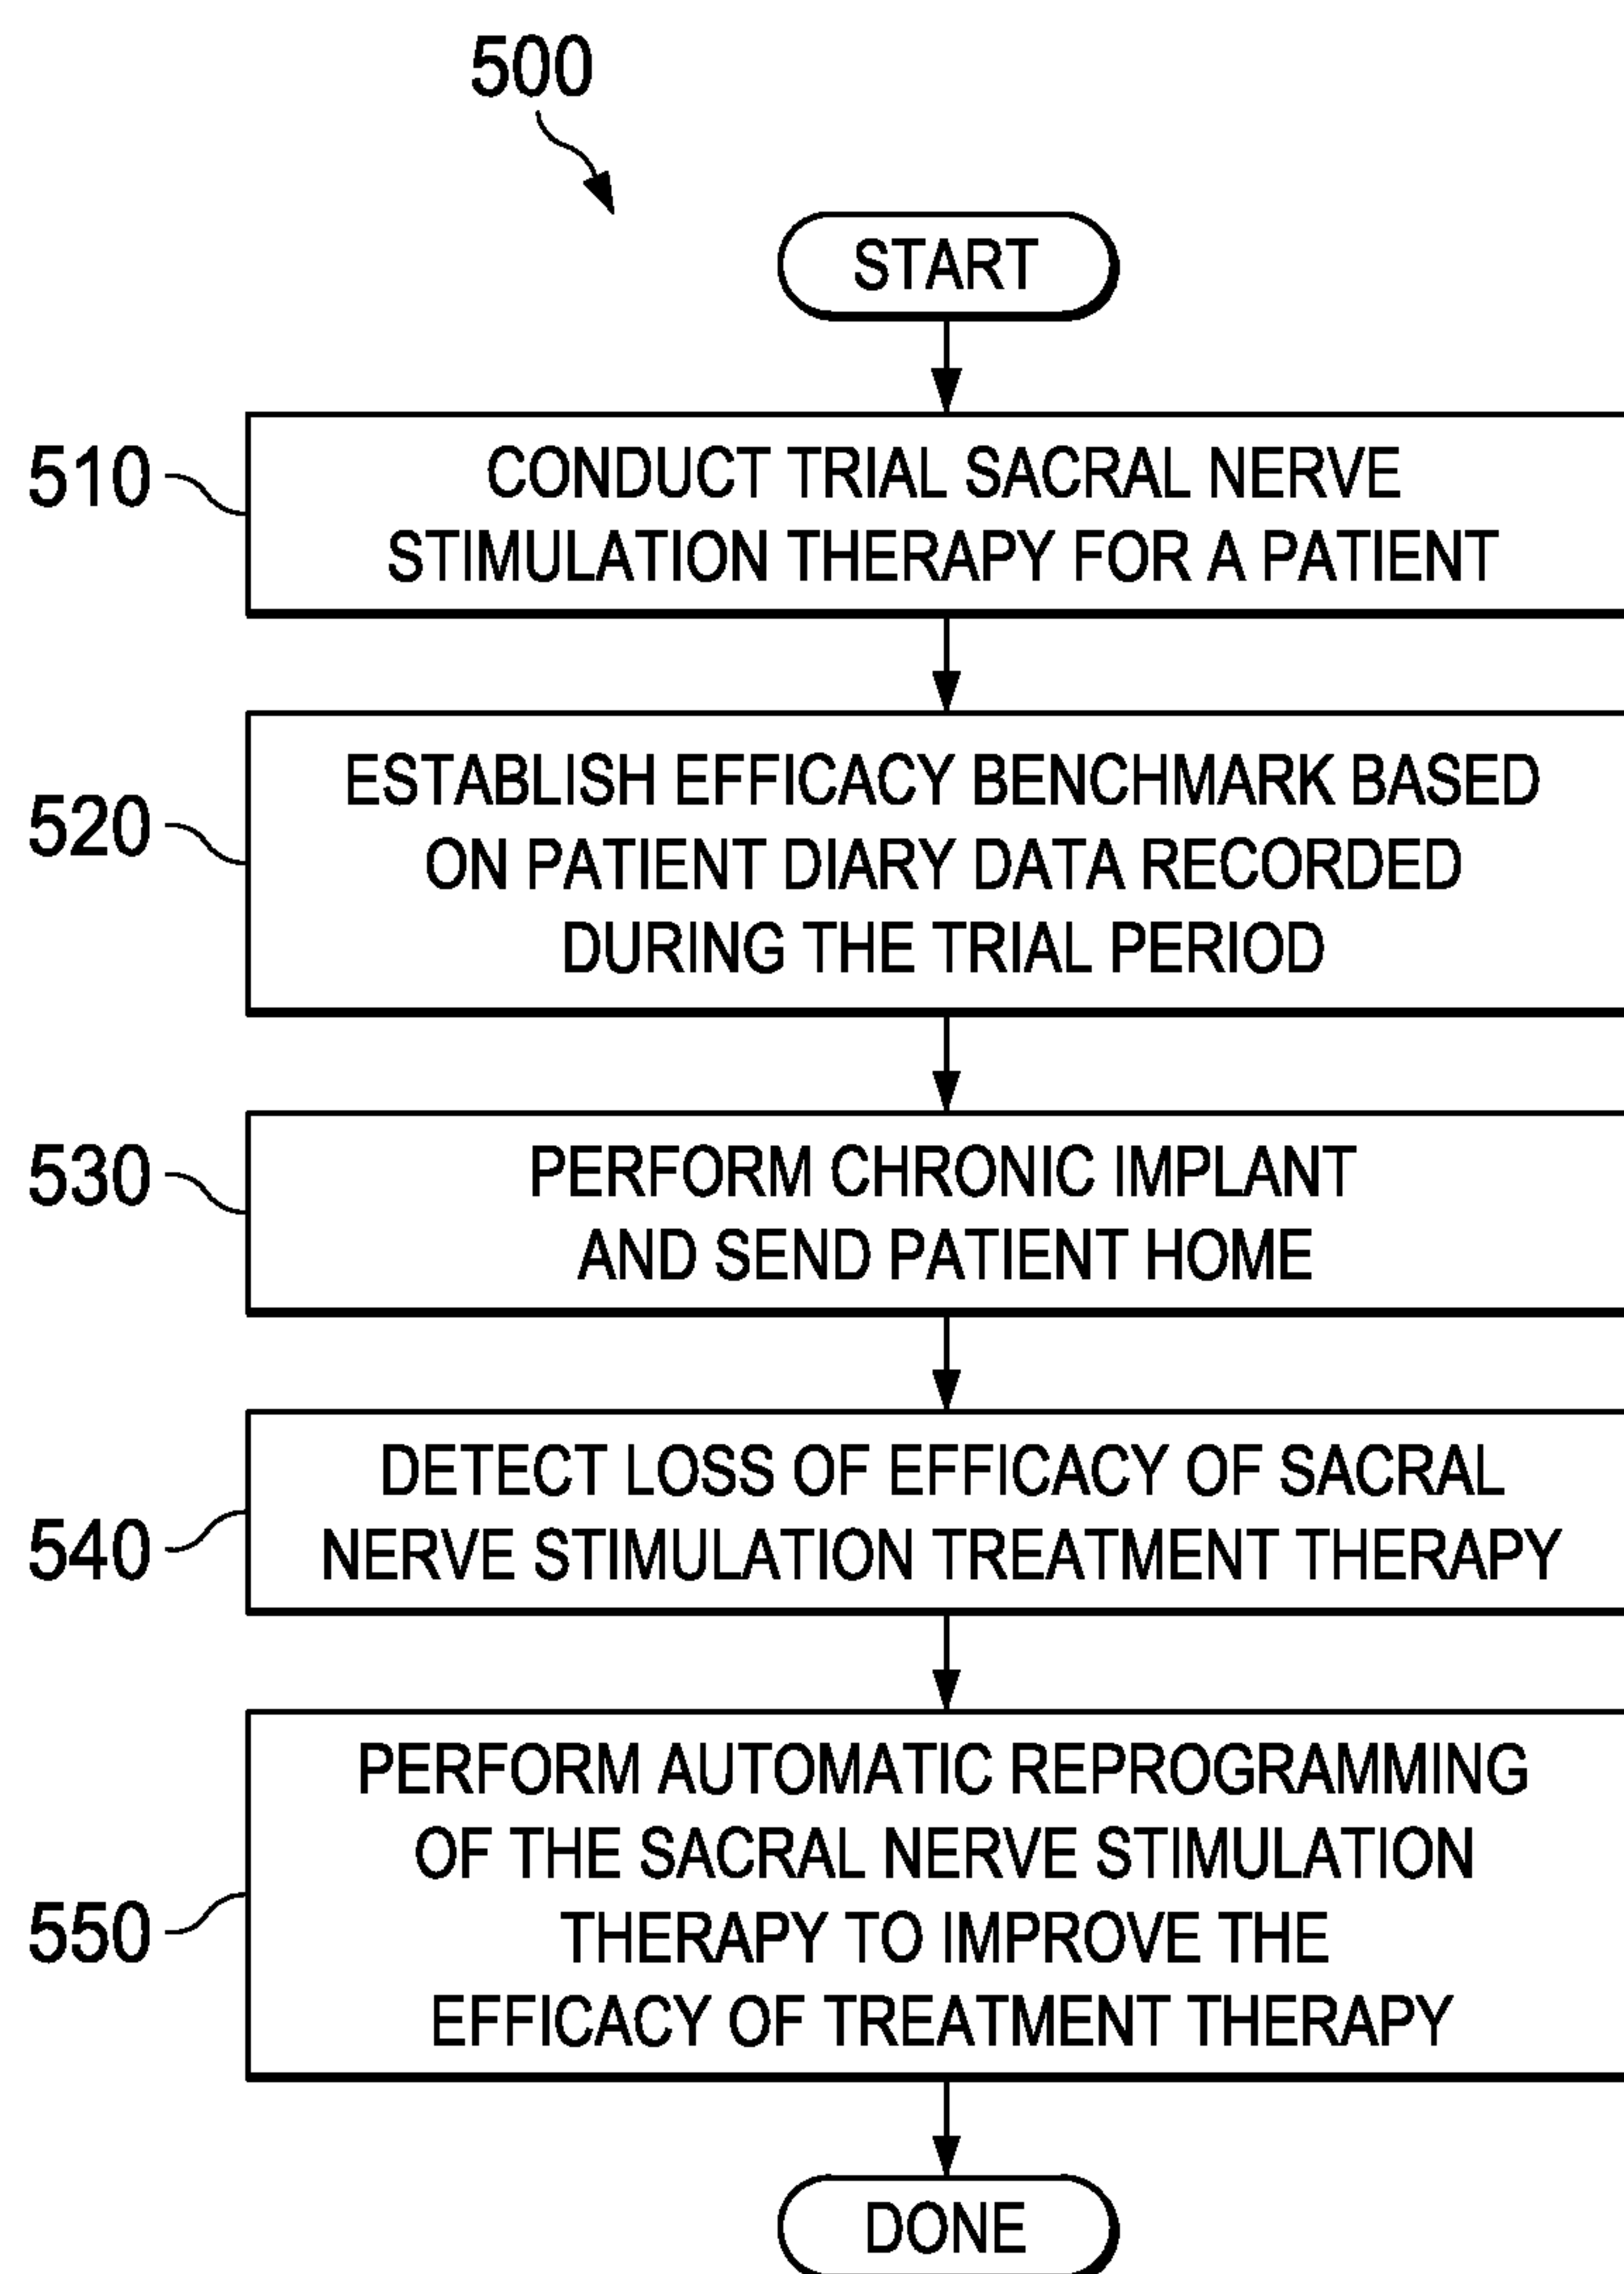 500
START
510
CONDUCT TRIAL SACRAL NERVE
STIMULATION THERAPY FOR A PATIENT
520
ESTABLISH EFFICACY BENCHMARK BASED
ON PATIENT DIARY DATA RECORDED
DURING THE TRIAL PERIOD
530
PERFORM CHRONIC IMPLANT
AND SEND PATIENT HOME
540
DETECT LOSS OF EFFICACY OF SACRAL
NERVE STIMULATION TREATMENT THERAPY
550
PERFORM AUTOMATIC REPROGRAMMING
OF THE SACRAL NERVE STIMULATION
THERAPY TO IMPROVE THE
EFFICACY OF TREATMENT THERAPY
DONE